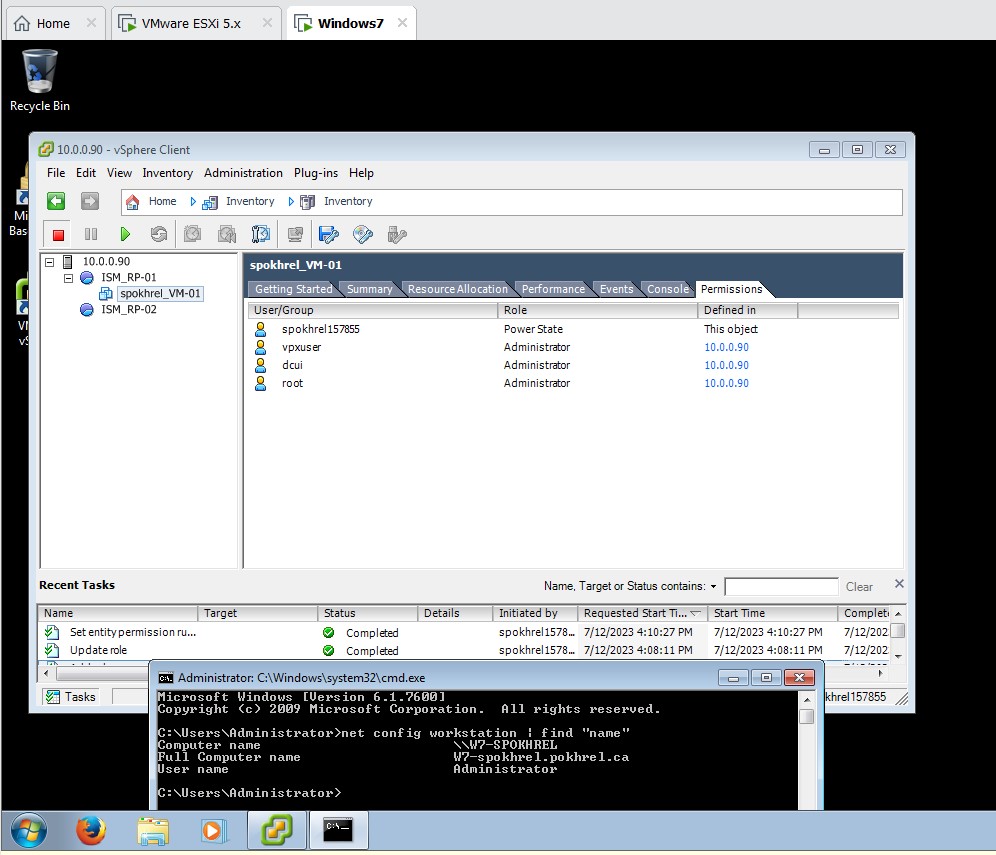 Home
VMware ESXi 5.x
Windows7
Recycle Bin
10.0.0.90 - vSphere Client
File Edit View Inventory Administration Plug-ins Help
Home Inventory Inventory
10.0.0.90
ISM_RP-01
spokhrel_VM-01
ISM_RP-02
spokhrel_VM-01
Getting Started Summary Resource Allocation Performance Events Console Permissions
User/Group Role Defined in
spokhrel157855 Power State This object
vpxuser Administrator 10.0.0.90
dcui Administrator 10.0.0.90
root Administrator 10.0.0.90
Mi
Bas
VM
vS
Recent Tasks
Name, Target or Status contains: Clear
Name Target Status Details Initiated by Requested Start Ti... Start Time Complet
Set entity permission ru... Completed spokhrel1578... 7/12/2023 4:10:27 PM 7/12/2023 4:10:27 PM 7/12/202
Update role Completed spokhrel1578... 7/12/2023 4:08:11 PM 7/12/2023 4:08:11 PM 7/12/202
Tasks khrel157855
Administrator: C:\Windows\system32\cmd.exe
Microsoft Windows [Version 6.1.7600]
Copyright (c) 2009 Microsoft Corporation. All rights reserved.
C:\Users\Administrator>net config workstation | find "name"
Computer name \\W7-SPOKHREL
Full Computer name W7-spokhrel.pokhrel.ca
User name Administrator
C:\Users\Administrator>
C:\